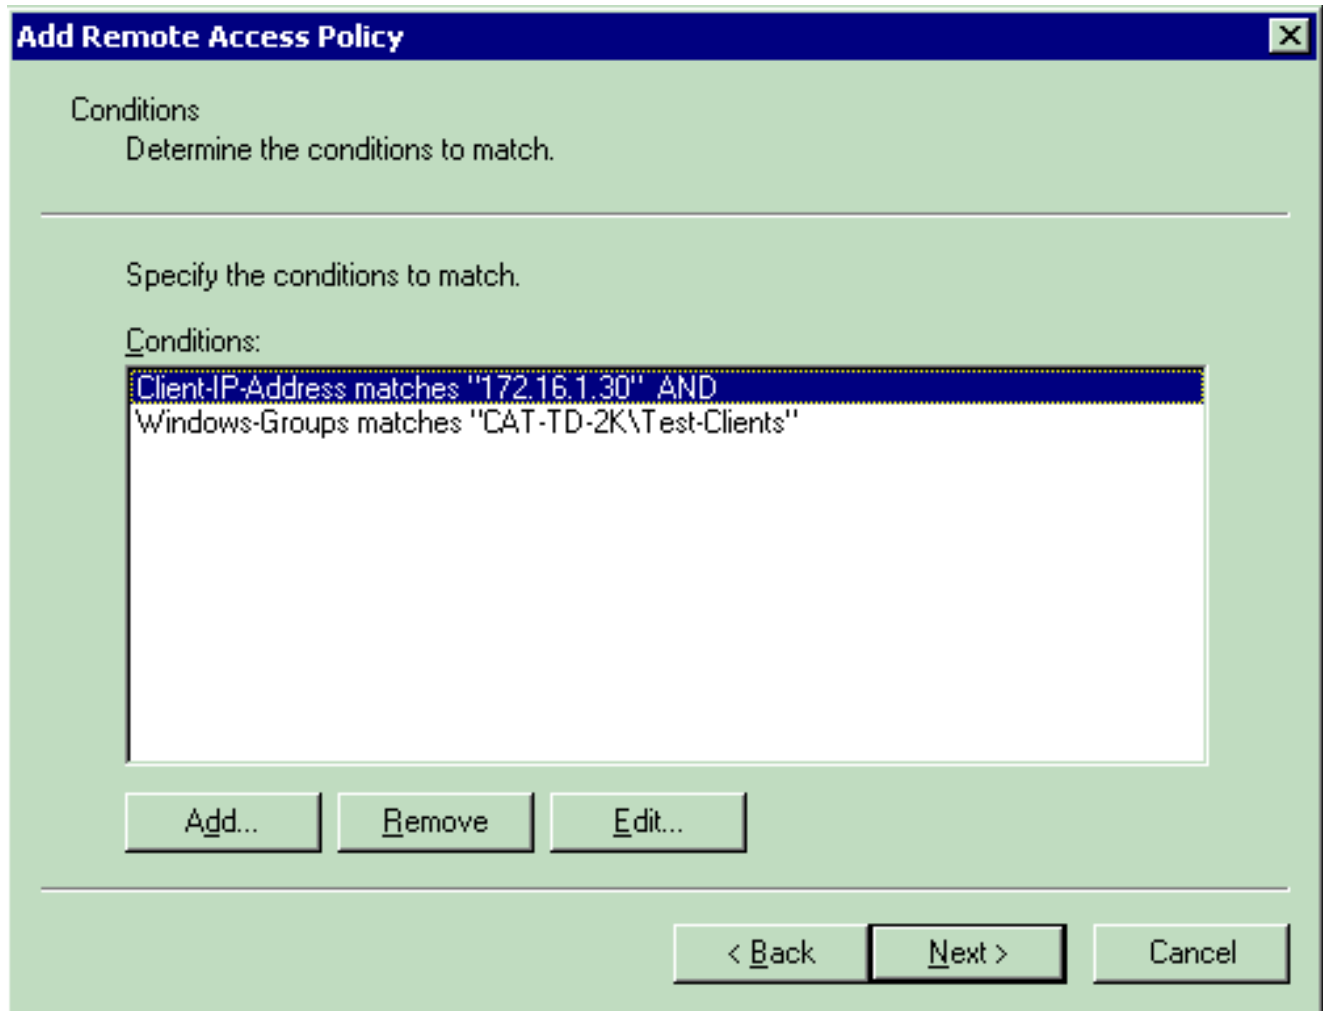 Add Remote Access Policy
Conditions
Determine the conditions to match.
Specify the conditions to match.
Conditions:
Client-IP-Address matches "172.16.1.30" AND
Windows-Groups matches "CAT-TD-2K\Test-Clients"
Add... Remove Edit...
< Back Next > Cancel